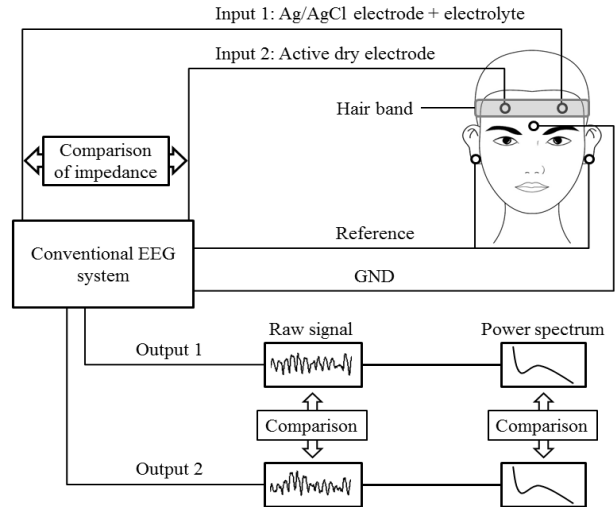 Input 1: Ag/AgCl electrode + electrolyte
Input 2: Active dry electrode
Hair band
Comparison
of impedance
Reference
Conventional EEG
system
GND
Raw signal
Power spectrum
Output 1
Comparison
Comparison
Output 2